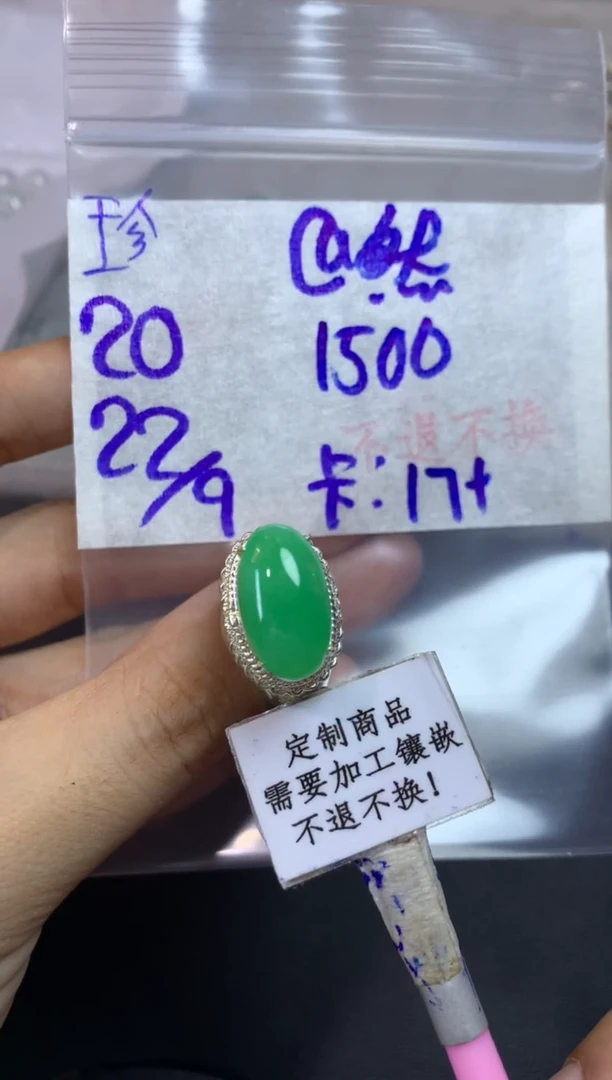 珍
20
22/9
1500
不退不换
卡:17+
定制商品
需要加工镶嵌
不退不换!